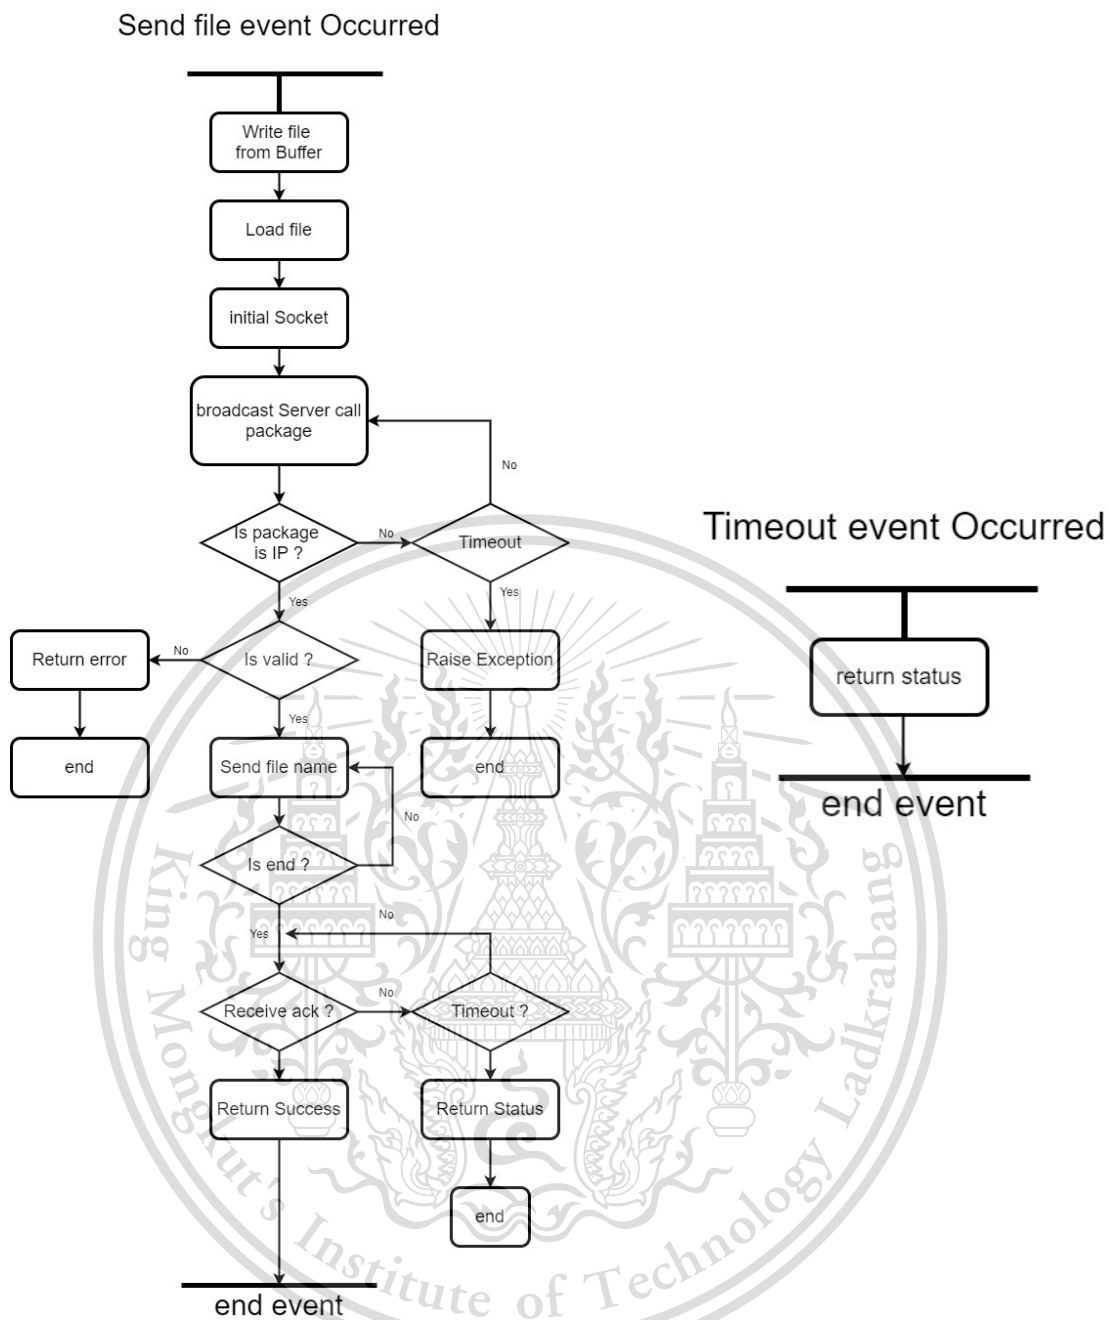 Send file event Occurred
Write file
from Buffer
Load file
initial Socket
broadcast Server call
package
No
Is package
is IP ?
No
Timeout
Yes
Yes
Return error
No
Is valid ?
Raise Exception
Yes
end
Send file name
end
No
Is end ?
No
Yes
Receive ack ?
No
Timeout ?
Return Success
Return Status
end
end event
Timeout event Occurred
return status
end event
King Mongkut's Institute of Technology Ladkrabang